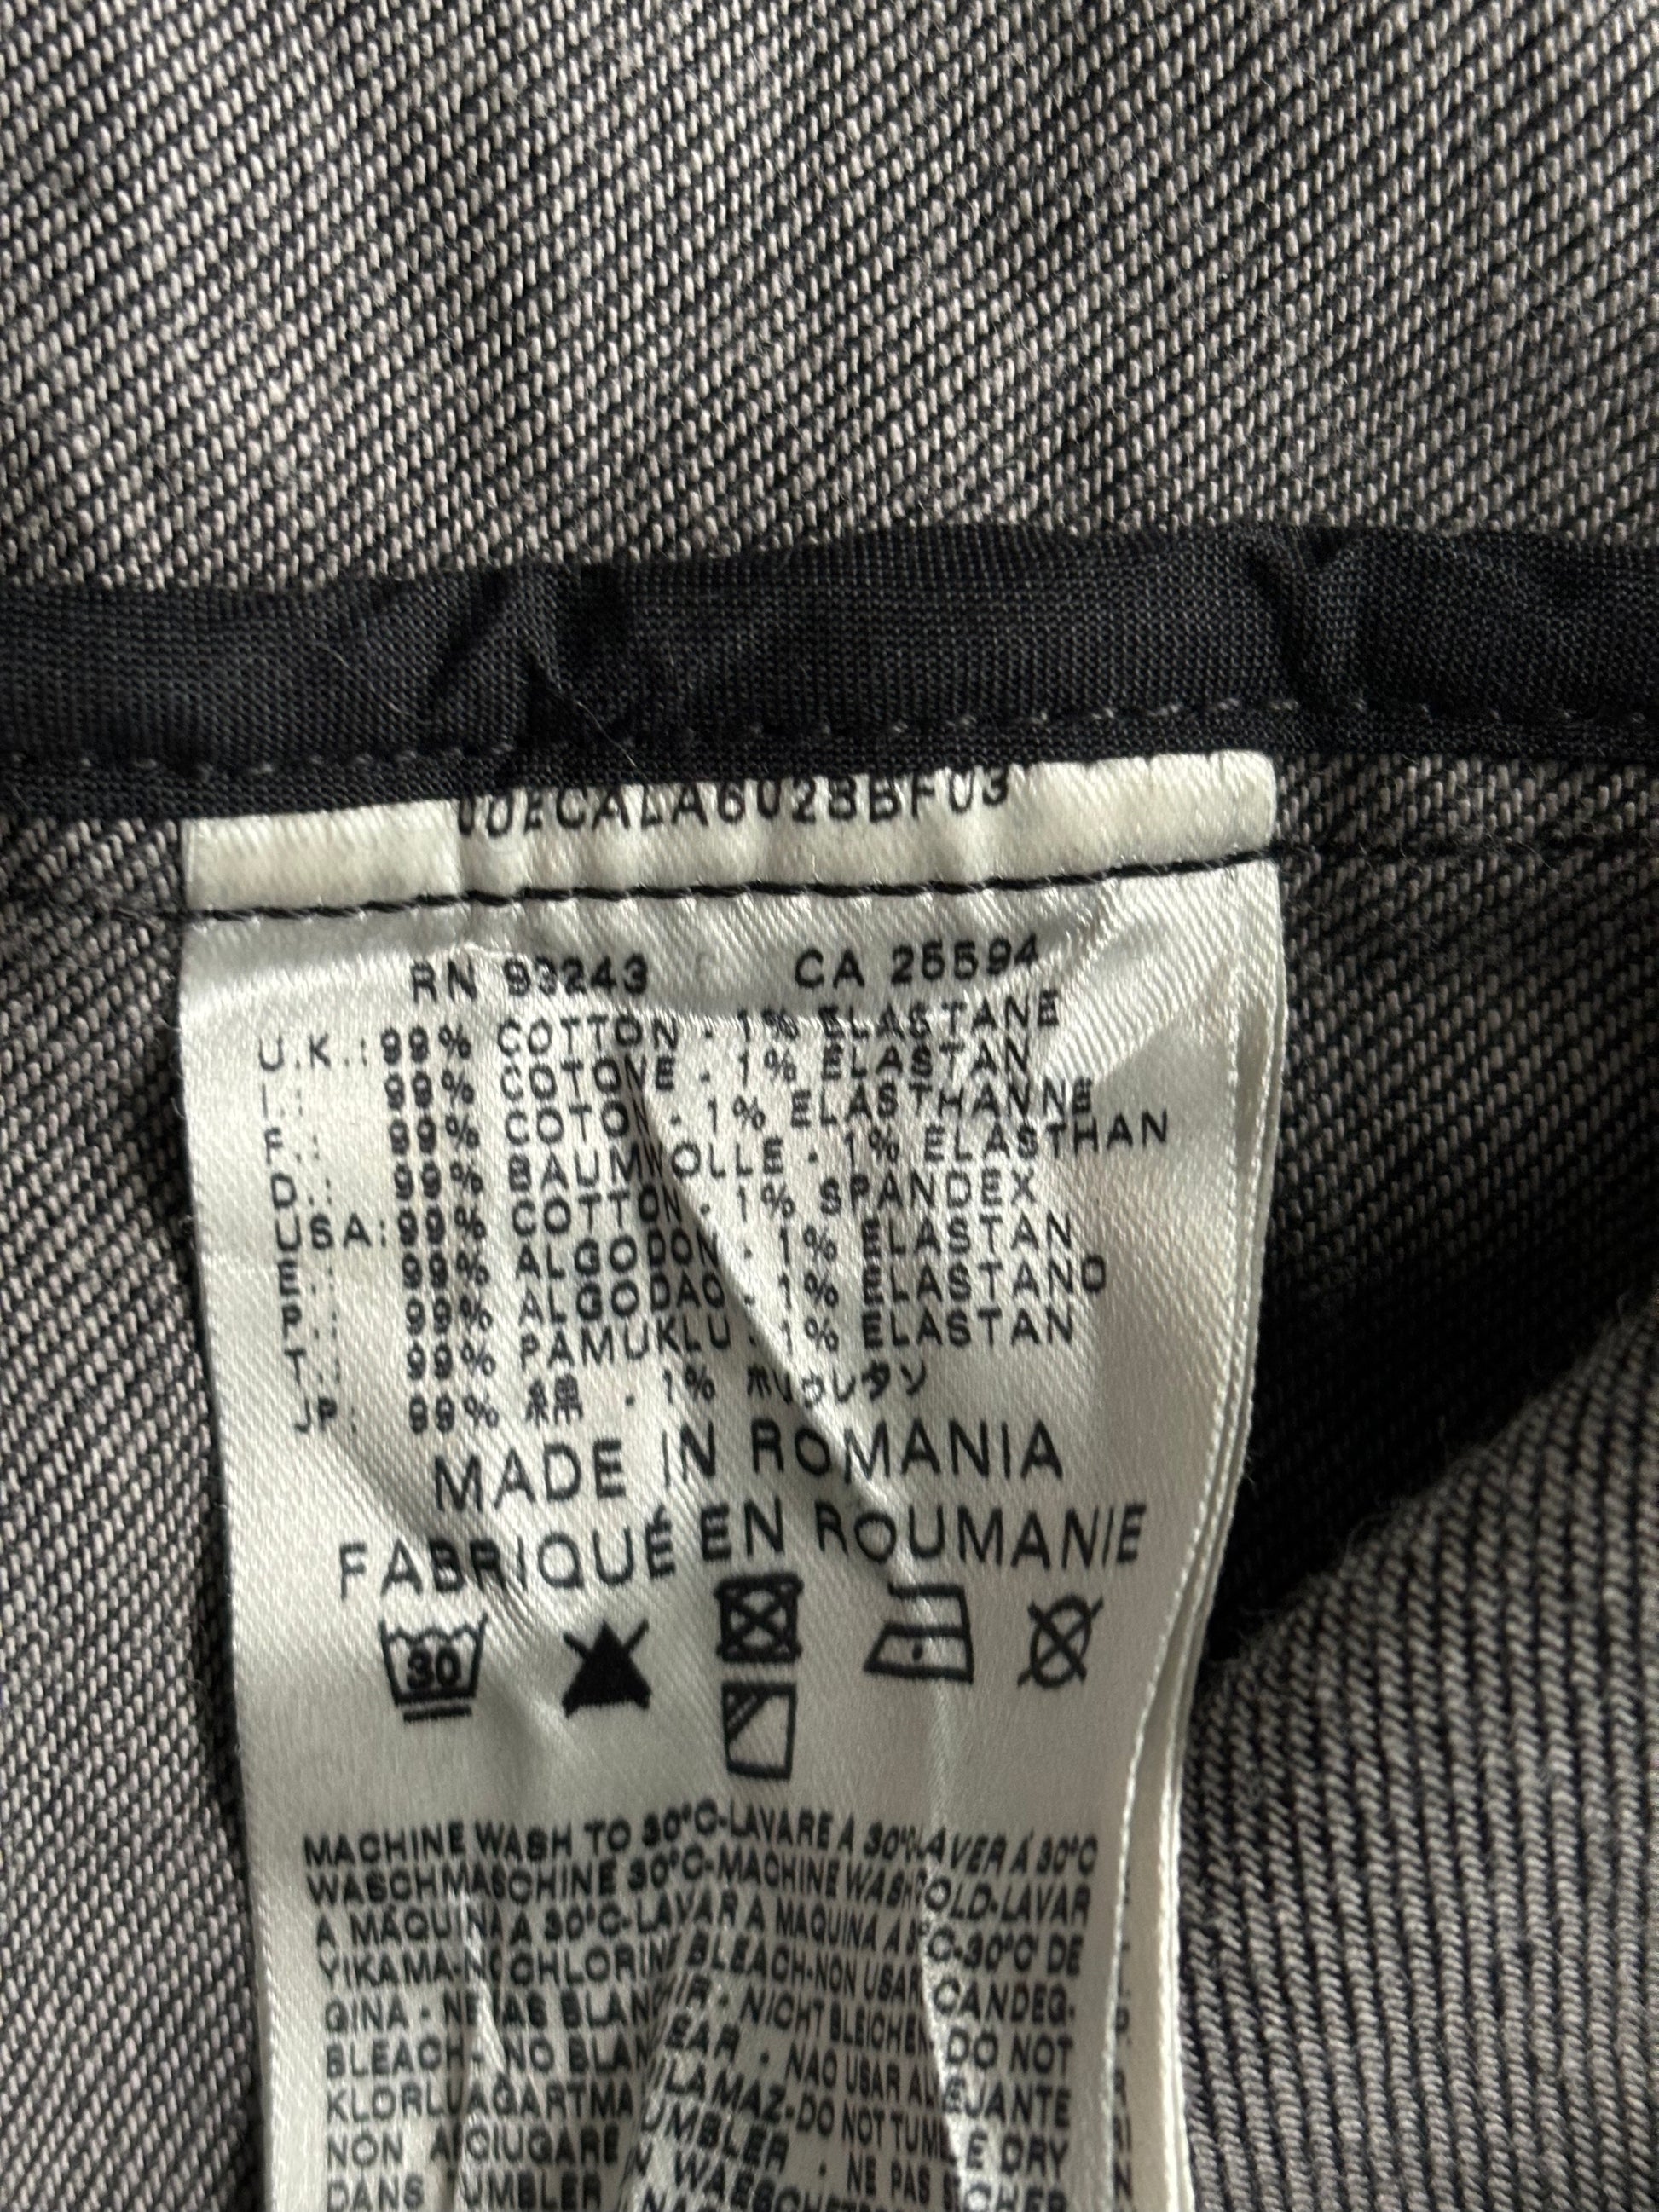 00ECALA6028BF03
RN 93243 CA 25594
U.K.: 99% COTTON - 1% ELASTANE
I.: 99% COTONE - 1% ELASTAN
F.: 99% COTON - 1% ELASTHANNE
D.: 99% BAUMWOLLE - 1% ELASTHAN
USA: 99% COTTON - 1% SPANDEX
E.: 99% ALGODON - 1% ELASTAN
P.: 99% ALGODAO - 1% ELASTANO
T.: 99% PAMUKLU - 1% ELASTAN
JP. 99% 綿 - 1% ポリウレタン
MADE IN ROMANIA
FABRIQUÉ EN ROUMANIE
30
MACHINE WASH TO 30°C-LAVARE A 30°C-LAVER Á 30°C
WASCHMASCHINE 30°C-MACHINE WASH COLD-LAVAR
A MÁQUINA A 30°C-LAVAR A MAQUINA A 30°C-30°C DE
YIKAMA-NO CHLORINE BLEACH-NON USARE CANDEG-
GINA - NE PAS BLANCHIR - NICHT BLEICHEN DO NOT
BLEACH - NO BLANQUEAR - NAO USAR ALVEJANTE
KLORLU AGARTMA DO NOT TUMBLE DRY
NON ASCIUGARE IN TUMBLER - NE PAS SECHER
DANS TUMBLER